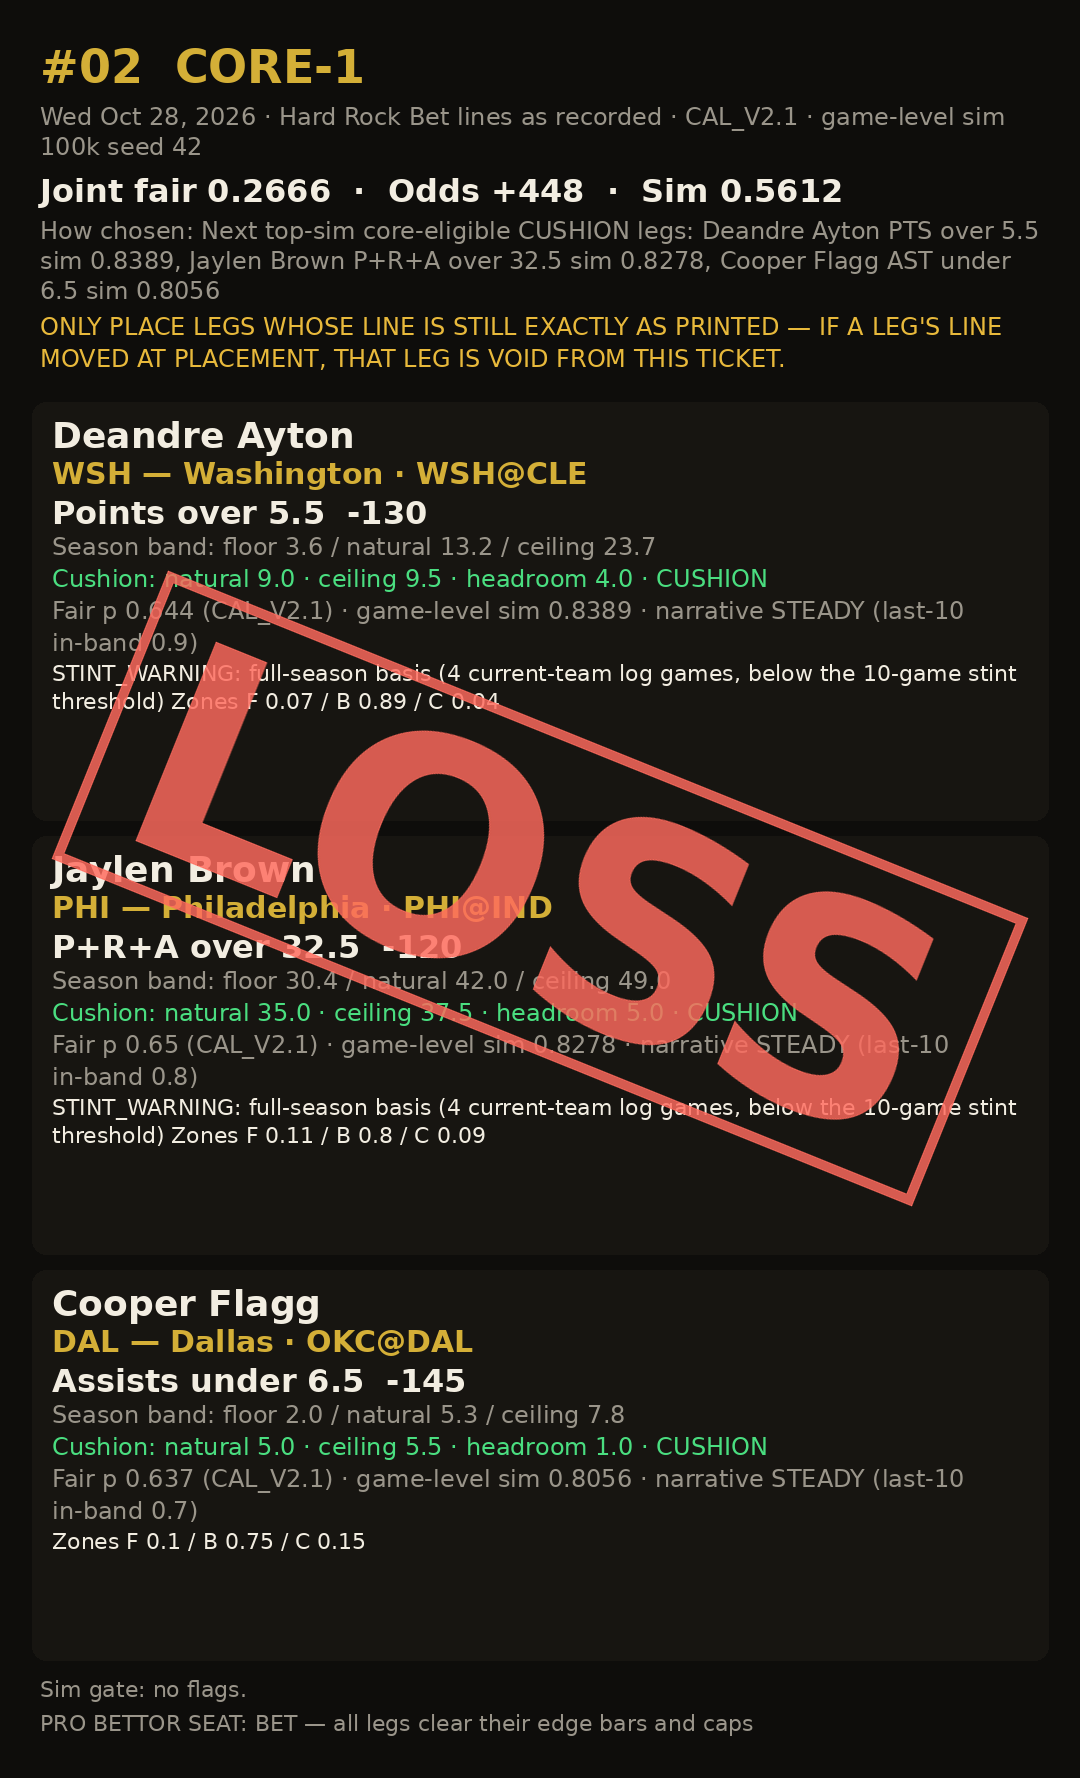 #02 CORE-1
Wed Oct 28, 2026 · Hard Rock Bet lines as recorded · CAL_V2.1 · game-level sim
100k seed 42
Joint fair 0.2666 · Odds +448 · Sim 0.5612
How chosen: Next top-sim core-eligible CUSHION legs: Deandre Ayton PTS over 5.5
sim 0.8389, Jaylen Brown P+R+A over 32.5 sim 0.8278, Cooper Flagg AST under
6.5 sim 0.8056
ONLY PLACE LEGS WHOSE LINE IS STILL EXACTLY AS PRINTED — IF A LEG'S LINE
MOVED AT PLACEMENT, THAT LEG IS VOID FROM THIS TICKET.
Deandre Ayton
WSH — Washington · WSH@CLE
Points over 5.5 -130
Season band: floor 3.6 / natural 13.2 / ceiling 23.7
Cushion: natural 9.0 · ceiling 9.5 · headroom 4.0 · CUSHION
Fair p 0.644 (CAL_V2.1) · game-level sim 0.8389 · narrative STEADY (last-10
in-band 0.9)
STINT_WARNING: full-season basis (4 current-team log games, below the 10-game stint
threshold) Zones F 0.07 / B 0.89 / C 0.04
LOSS
Jaylen Brown
PHI — Philadelphia · PHI@IND
P+R+A over 32.5 -120
Season band: floor 30.4 / natural 42.0 / ceiling 49.0
Cushion: natural 35.0 · ceiling 37.5 · headroom 5.0 · CUSHION
Fair p 0.65 (CAL_V2.1) · game-level sim 0.8278 · narrative STEADY (last-10
in-band 0.8)
STINT_WARNING: full-season basis (4 current-team log games, below the 10-game stint
threshold) Zones F 0.11 / B 0.8 / C 0.09
Cooper Flagg
DAL — Dallas · OKC@DAL
Assists under 6.5 -145
Season band: floor 2.0 / natural 5.3 / ceiling 7.8
Cushion: natural 5.0 · ceiling 5.5 · headroom 1.0 · CUSHION
Fair p 0.637 (CAL_V2.1) · game-level sim 0.8056 · narrative STEADY (last-10
in-band 0.7)
Zones F 0.1 / B 0.75 / C 0.15
Sim gate: no flags.
PRO BETTOR SEAT: BET — all legs clear their edge bars and caps